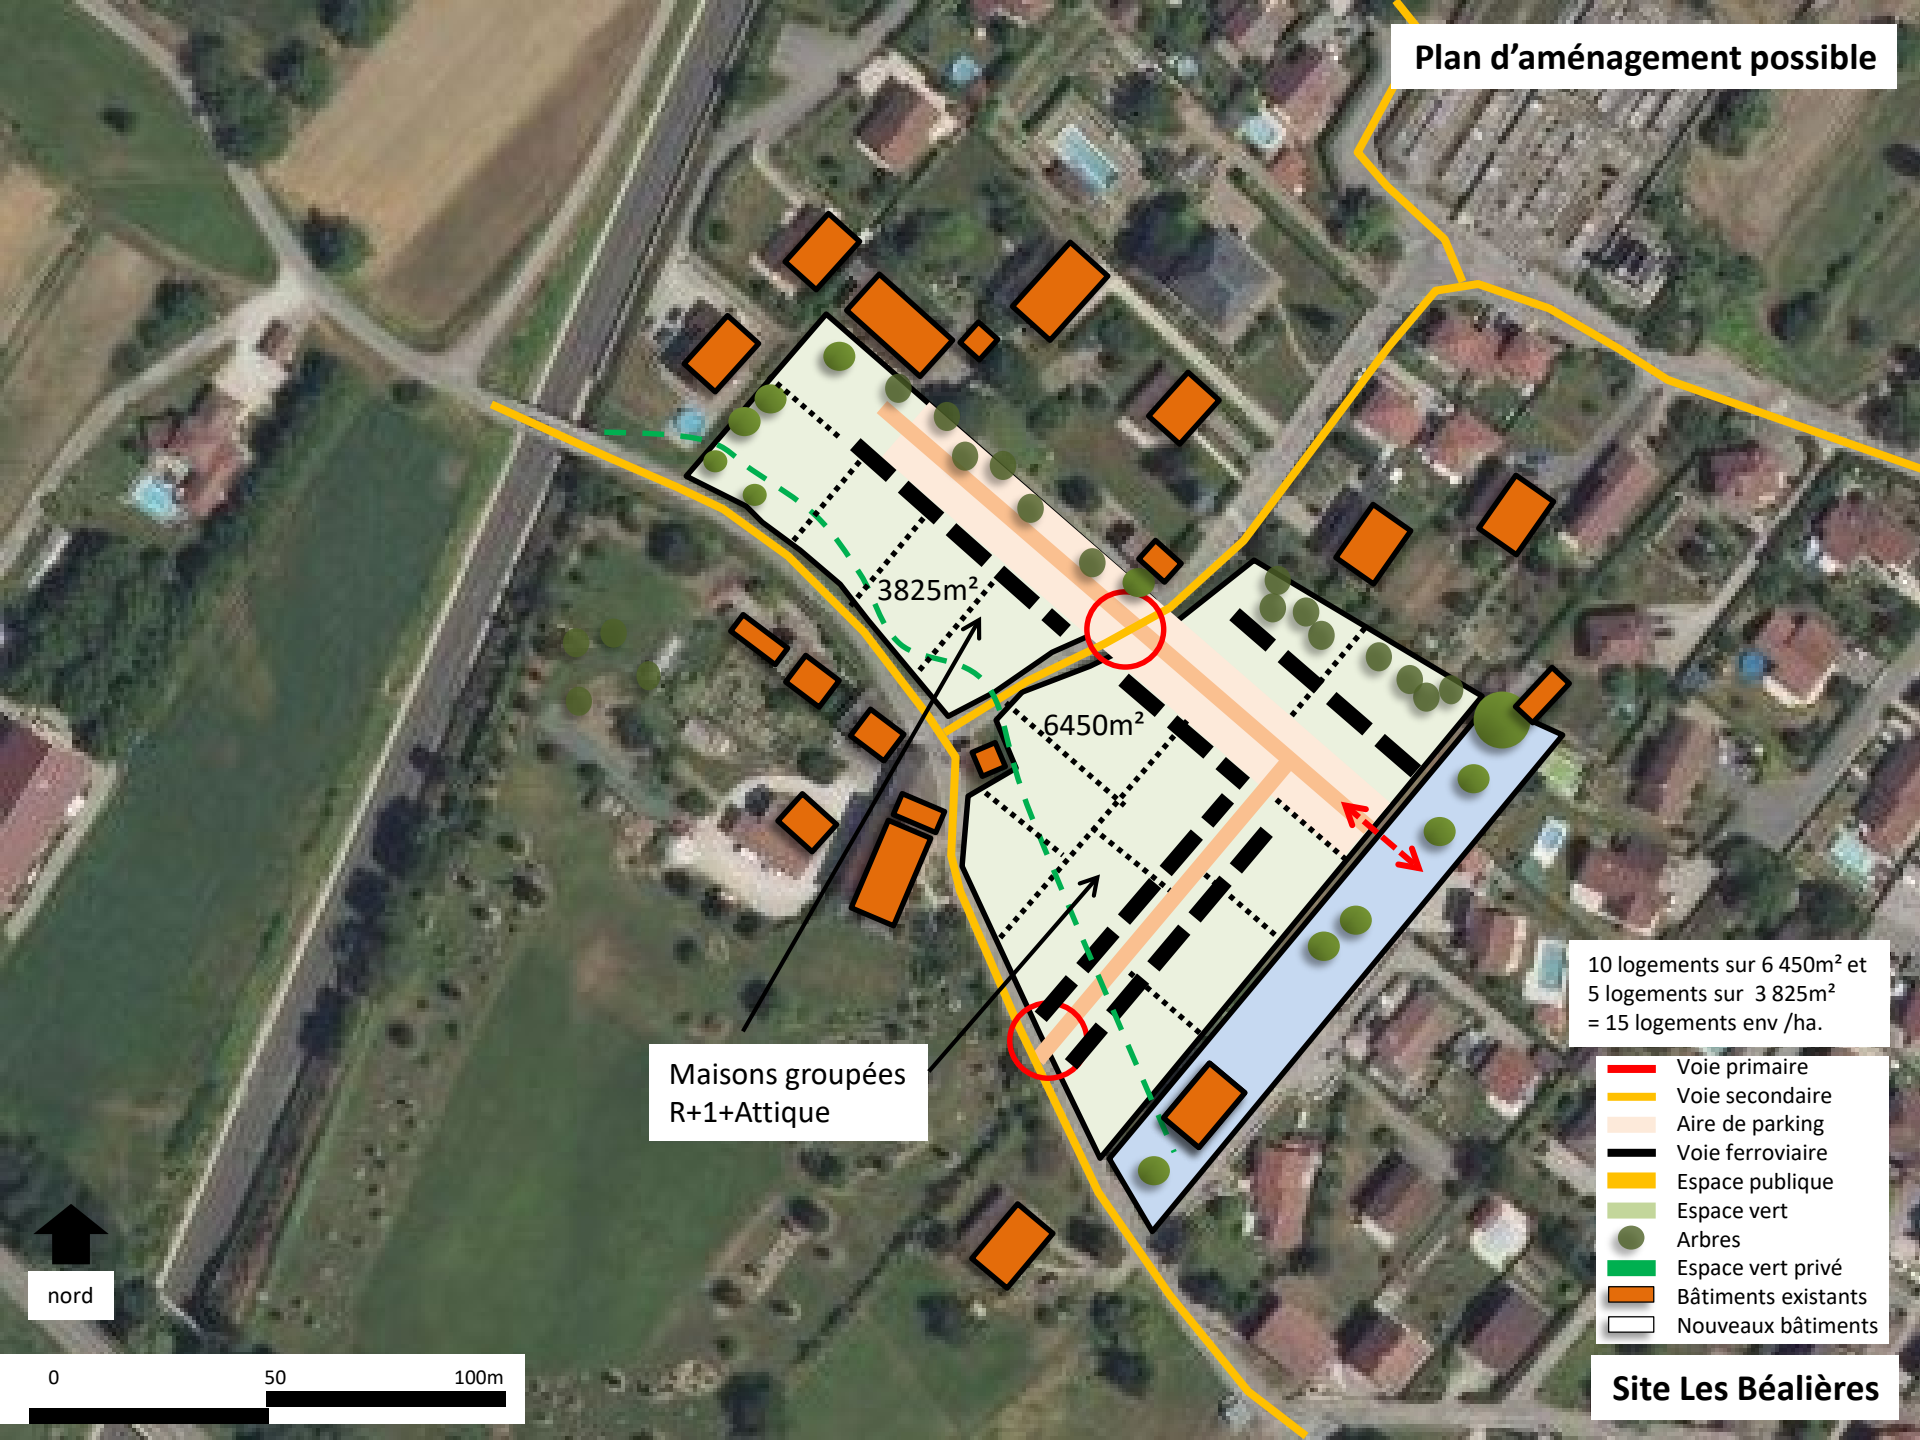 Plan d’aménagement possible
3825m²
6450m²
Maisons groupées
R+1+Attique
10 logements sur 6 450m² et
5 logements sur  3 825m²
= 15 logements env /ha.
Voie primaire
Voie secondaire
Aire de parking
Voie ferroviaire
Espace publique
Espace vert
Arbres
Espace vert privé
Bâtiments existants
Nouveaux bâtiments
nord
0 50 100m
Site Les Béalières